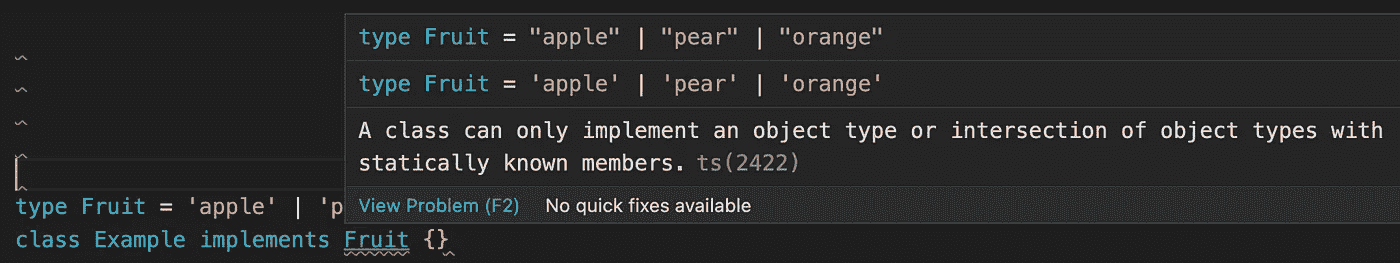 type Fruit = "apple" | "pear" | "orange"
type Fruit = 'apple' | 'pear' | 'orange'
A class can only implement an object type or intersection of object types with
statically known members. ts(2422)
View Problem (F2) No quick fixes available
type Fruit = 'apple' | 'p
class Example implements Fruit {}